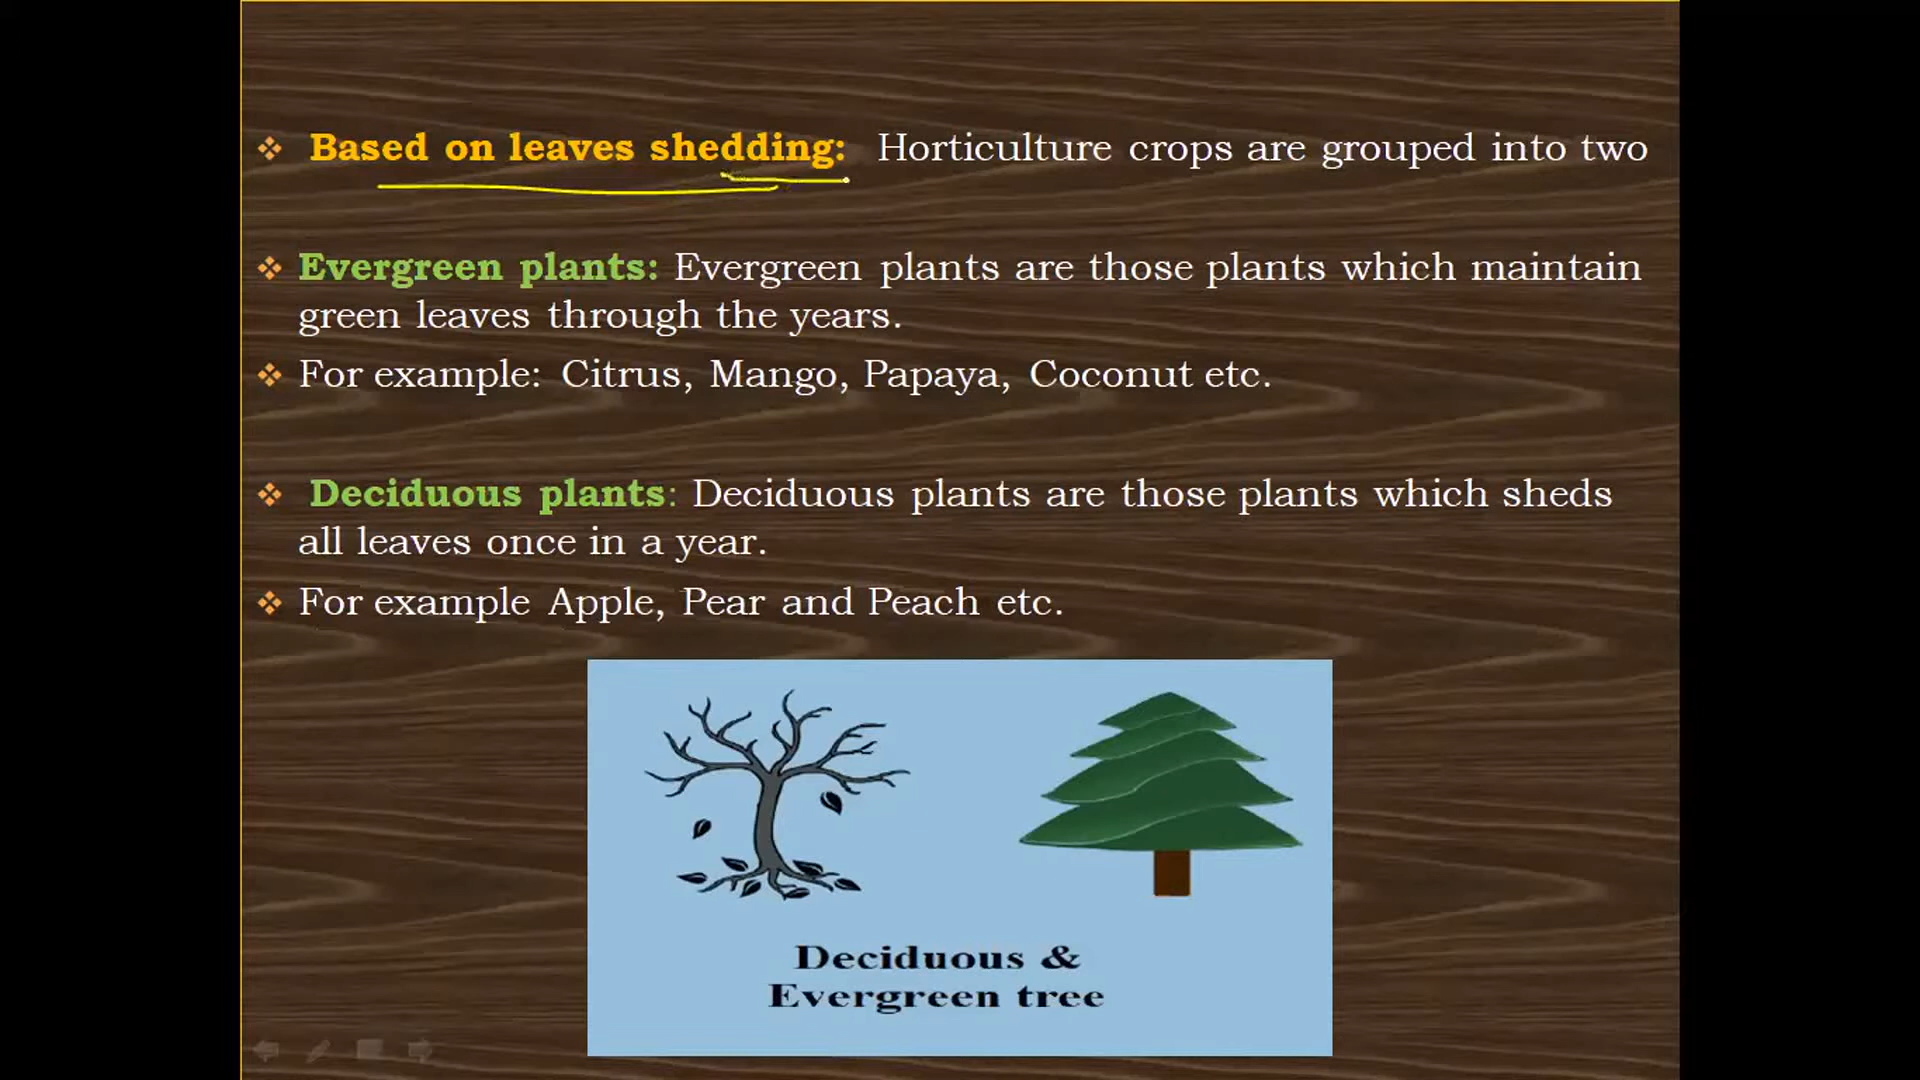 Based on leaves shedding: Horticulture crops are grouped into two
Evergreen plants: Evergreen plants are those plants which maintain
green leaves through the years.
For example: Citrus, Mango, Papaya, Coconut etc.
Deciduous plants: Deciduous plants are those plants which sheds
all leaves once in a year.
For example Apple, Pear and Peach etc.
Deciduous &
Evergreen tree